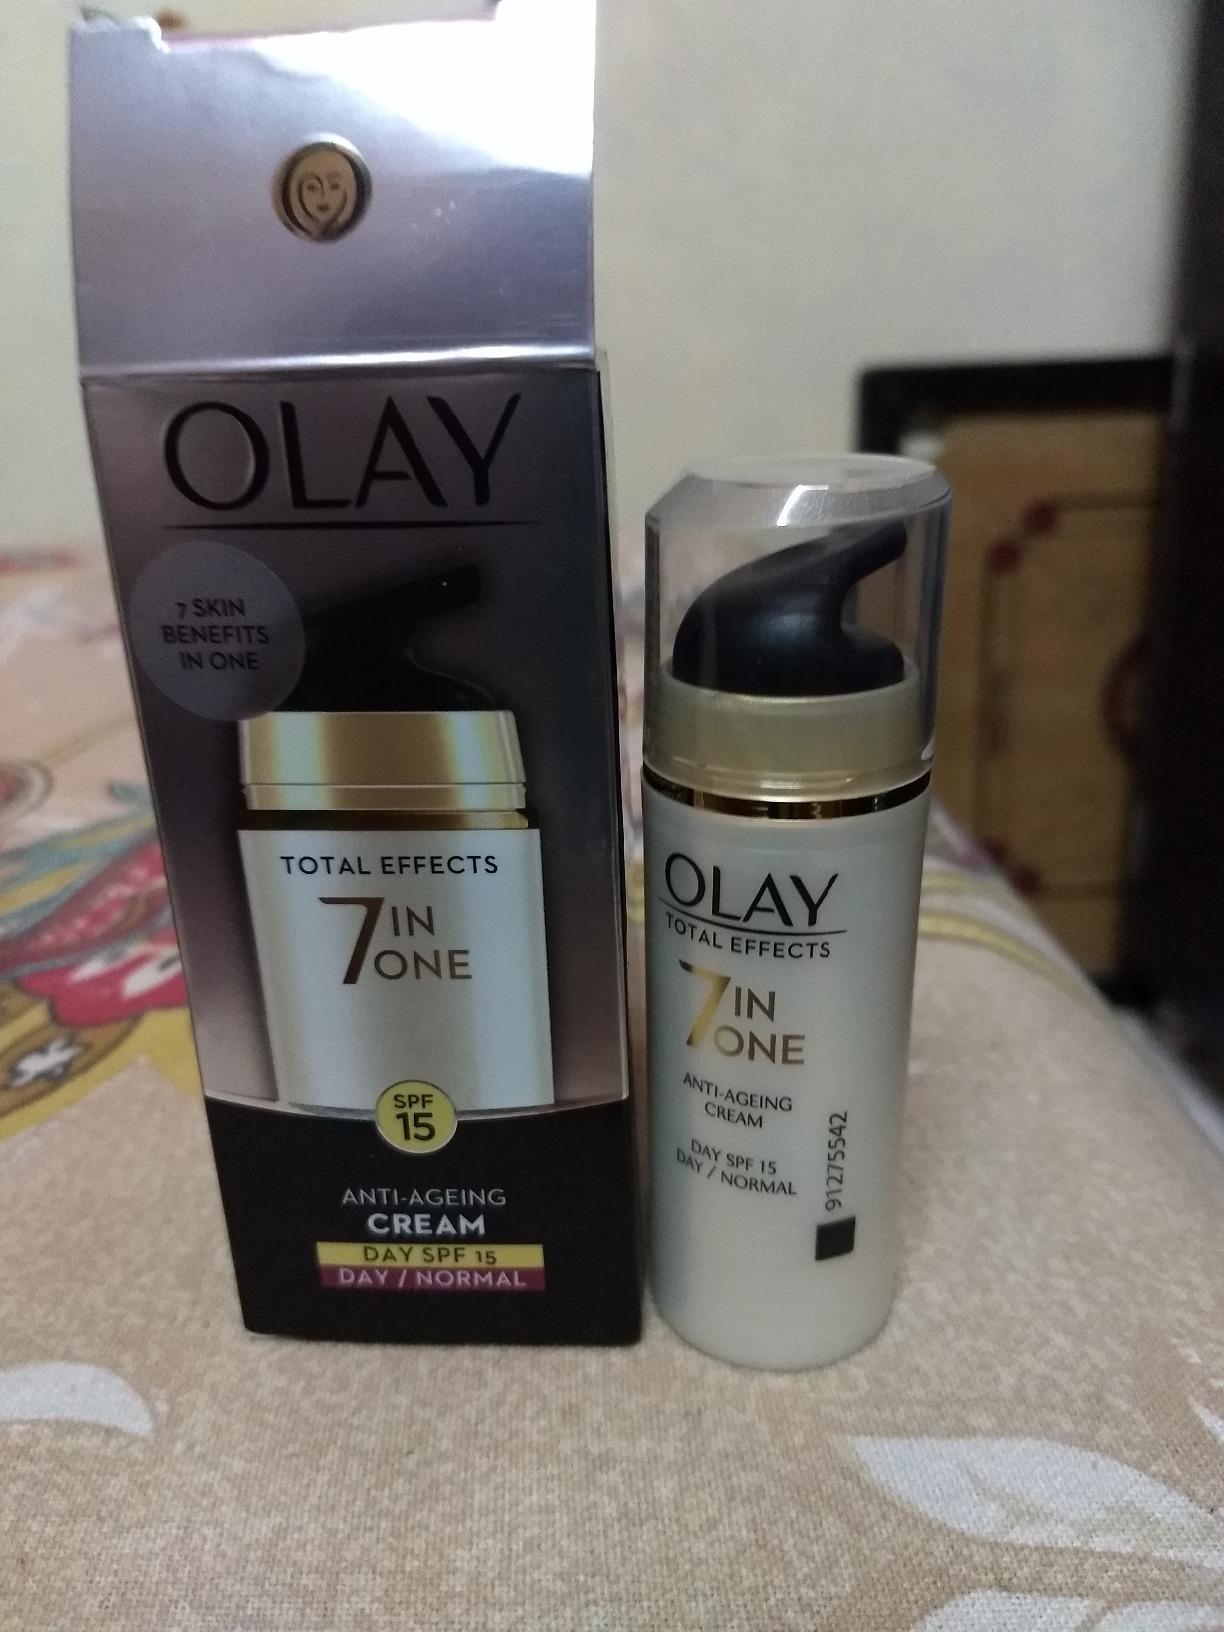 OLAY
7 SKIN
BENEFITS
IN ONE
TOTAL EFFECTS
7 IN
ONE
SPF
15
ANTI-AGEING
CREAM
DAY SPF 15
DAY / NORMAL
OLAY
TOTAL EFFECTS
7 IN
ONE
ANTI-AGEING
CREAM
DAY SPF 15
DAY / NORMAL
91275542